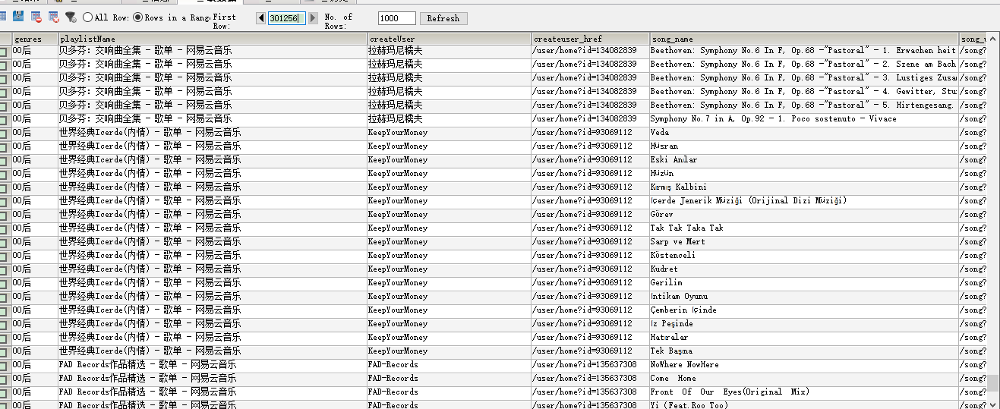 All Row: Rows in a Rang First Row: 301256 No. of Rows: 1000 Refresh
genres playlistName createUser createuser_href song_name
00后 贝多芬：交响曲全集 - 歌单 - 网易云音乐 拉赫玛尼糯夫 /user/home?id=134082839 Beethoven: Symphony No.6 In F, Op.68 -"Pastoral" - 1. Erwachen heit /song?
00后 贝多芬：交响曲全集 - 歌单 - 网易云音乐 拉赫玛尼糯夫 /user/home?id=134082839 Beethoven: Symphony No.6 In F, Op.68 -"Pastoral" - 2. Szene am Bach /song?
00后 贝多芬：交响曲全集 - 歌单 - 网易云音乐 拉赫玛尼糯夫 /user/home?id=134082839 Beethoven: Symphony No.6 In F, Op.68 -"Pastoral" - 3. Lustiges Zusa /song?
00后 贝多芬：交响曲全集 - 歌单 - 网易云音乐 拉赫玛尼糯夫 /user/home?id=134082839 Beethoven: Symphony No.6 In F, Op.68 -"Pastoral" - 4. Gewitter, Stu /song?
00后 贝多芬：交响曲全集 - 歌单 - 网易云音乐 拉赫玛尼糯夫 /user/home?id=134082839 Beethoven: Symphony No.6 In F, Op.68 -"Pastoral" - 5. Hirtengesang. /song?
00后 贝多芬：交响曲全集 - 歌单 - 网易云音乐 拉赫玛尼糯夫 /user/home?id=134082839 Symphony No.7 in A, Op.92 - 1. Poco sostenuto - Vivace /song?
00后 世界经典Icerde(内情) - 歌单 - 网易云音乐 KeepYourMoney /user/home?id=93069112 Veda /song?
00后 世界经典Icerde(内情) - 歌单 - 网易云音乐 KeepYourMoney /user/home?id=93069112 Hüsran /song?
00后 世界经典Icerde(内情) - 歌单 - 网易云音乐 KeepYourMoney /user/home?id=93069112 Eski Anılar /song?
00后 世界经典Icerde(内情) - 歌单 - 网易云音乐 KeepYourMoney /user/home?id=93069112 Hüzün /song?
00后 世界经典Icerde(内情) - 歌单 - 网易云音乐 KeepYourMoney /user/home?id=93069112 Kırmış Kalbini /song?
00后 世界经典Icerde(内情) - 歌单 - 网易云音乐 KeepYourMoney /user/home?id=93069112 İçerde Jenerik Müziği (Orijinal Dizi Müziği) /song?
00后 世界经典Icerde(内情) - 歌单 - 网易云音乐 KeepYourMoney /user/home?id=93069112 Görev /song?
00后 世界经典Icerde(内情) - 歌单 - 网易云音乐 KeepYourMoney /user/home?id=93069112 Tak Tak Taka Tak /song?
00后 世界经典Icerde(内情) - 歌单 - 网易云音乐 KeepYourMoney /user/home?id=93069112 Sarp ve Mert /song?
00后 世界经典Icerde(内情) - 歌单 - 网易云音乐 KeepYourMoney /user/home?id=93069112 Köstenceli /song?
00后 世界经典Icerde(内情) - 歌单 - 网易云音乐 KeepYourMoney /user/home?id=93069112 Kudret /song?
00后 世界经典Icerde(内情) - 歌单 - 网易云音乐 KeepYourMoney /user/home?id=93069112 Gerilim /song?
00后 世界经典Icerde(内情) - 歌单 - 网易云音乐 KeepYourMoney /user/home?id=93069112 İntikam Oyunu /song?
00后 世界经典Icerde(内情) - 歌单 - 网易云音乐 KeepYourMoney /user/home?id=93069112 Çemberin İçinde /song?
00后 世界经典Icerde(内情) - 歌单 - 网易云音乐 KeepYourMoney /user/home?id=93069112 İz Peşinde /song?
00后 世界经典Icerde(内情) - 歌单 - 网易云音乐 KeepYourMoney /user/home?id=93069112 Hatıralar /song?
00后 世界经典Icerde(内情) - 歌单 - 网易云音乐 KeepYourMoney /user/home?id=93069112 Tek Başına /song?
00后 FAD Records作品精选 - 歌单 - 网易云音乐 FAD-Records /user/home?id=135637308 NoWhere NowHere /song?
00后 FAD Records作品精选 - 歌单 - 网易云音乐 FAD-Records /user/home?id=135637308 Come Home /song?
00后 FAD Records作品精选 - 歌单 - 网易云音乐 FAD-Records /user/home?id=135637308 Front Of Our Eyes(Original Mix) /song?
00后 FAD Records作品精选 - 歌单 - 网易云音乐 FAD-Records /user/home?id=135637308 Yi (Feat.Roo Too) /song?